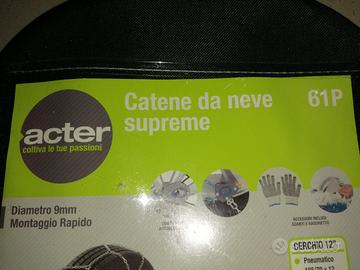 Catene da neve
supreme
61P
acter
coltiva le tue passioni
Diametro 9mm
Montaggio Rapido
ACCESSORI INCLUSI
GUANTI E
CERCHIO 12"
Pneumatico